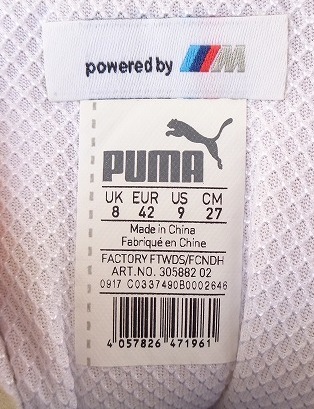 powered by M
PUMA
UK EUR US CM
8 42 9 27
Made in China
Fabriqué en Chine
FACTORY FTWDS/FCNDH
ART.NO. 305882 02
0917 C0337490B0002646
4 057826 471961